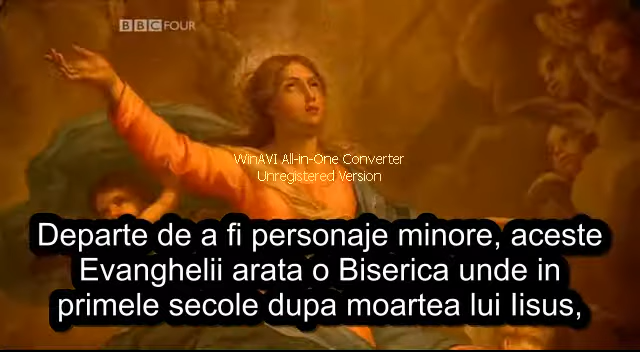 BBC FOUR
WinAVI All-in-One Converter
Unregistered Version
Departe de a fi personaje minore, aceste
Evanghelii arata o Biserica unde in
primele secole dupa moartea lui Iisus,